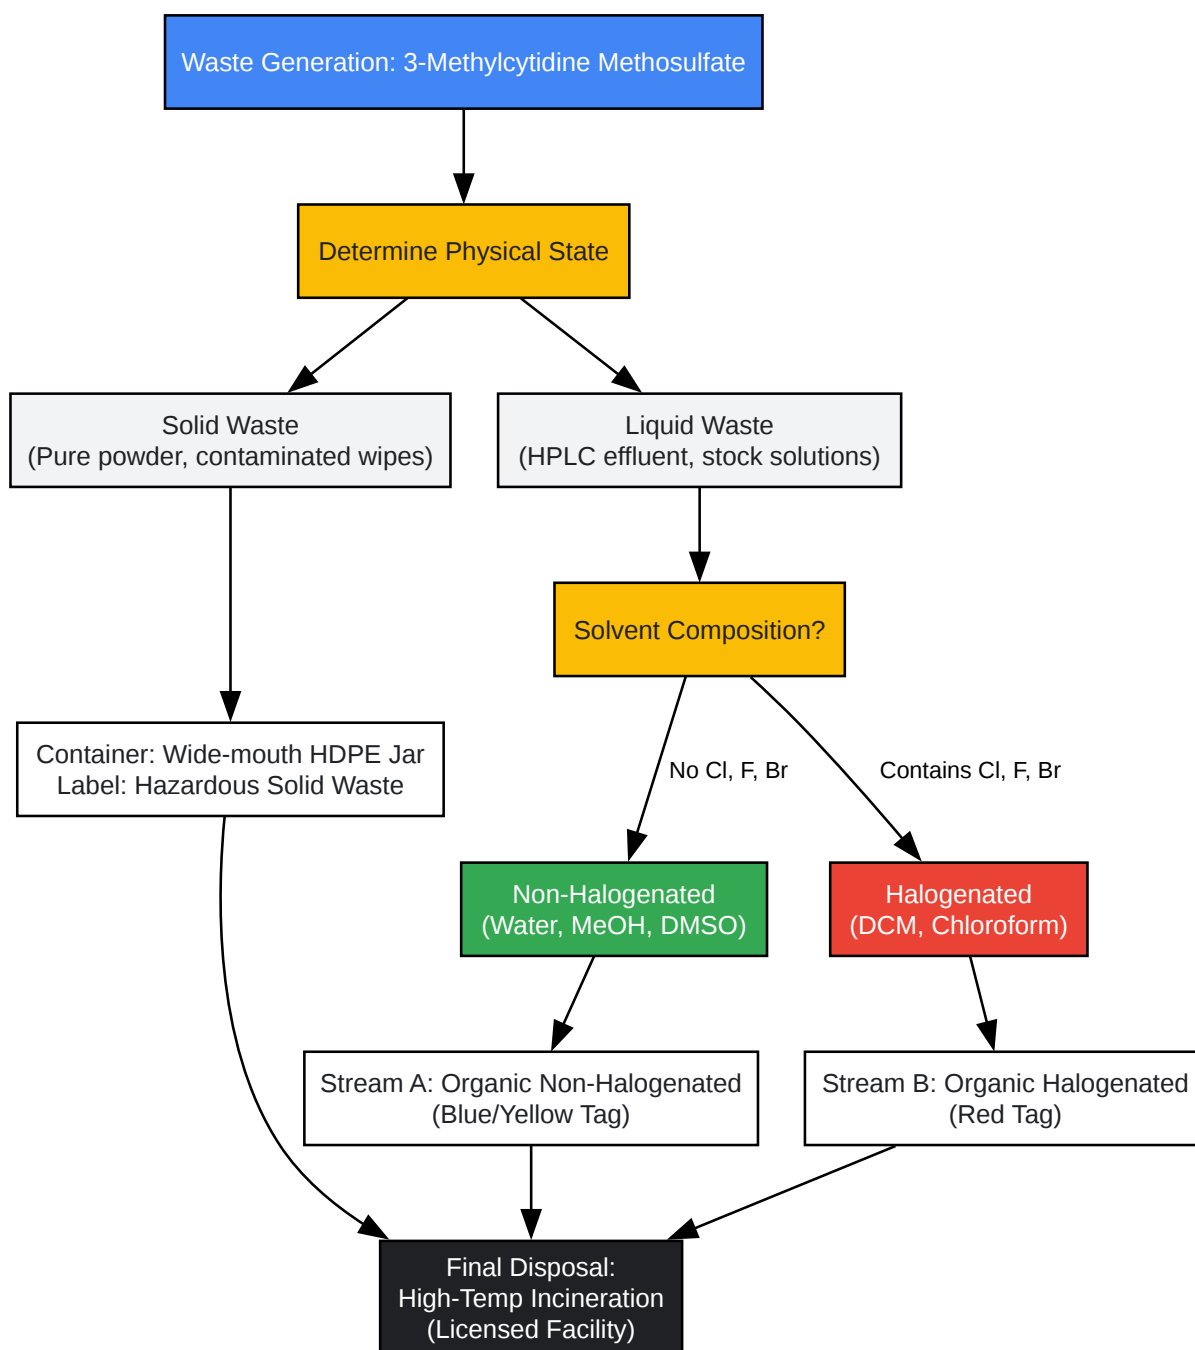 Waste Generation: 3-Methylcytidine Methosulfate
Determine Physical State
Solid Waste
(Pure powder, contaminated wipes)
Liquid Waste
(HPLC effluent, stock solutions)
Solvent Composition?
Container: Wide-mouth HDPE Jar
Label: Hazardous Solid Waste
No Cl, F, Br
Contains Cl, F, Br
Non-Halogenated
(Water, MeOH, DMSO)
Halogenated
(DCM, Chloroform)
Stream A: Organic Non-Halogenated
(Blue/Yellow Tag)
Stream B: Organic Halogenated
(Red Tag)
Final Disposal:
High-Temp Incineration
(Licensed Facility)